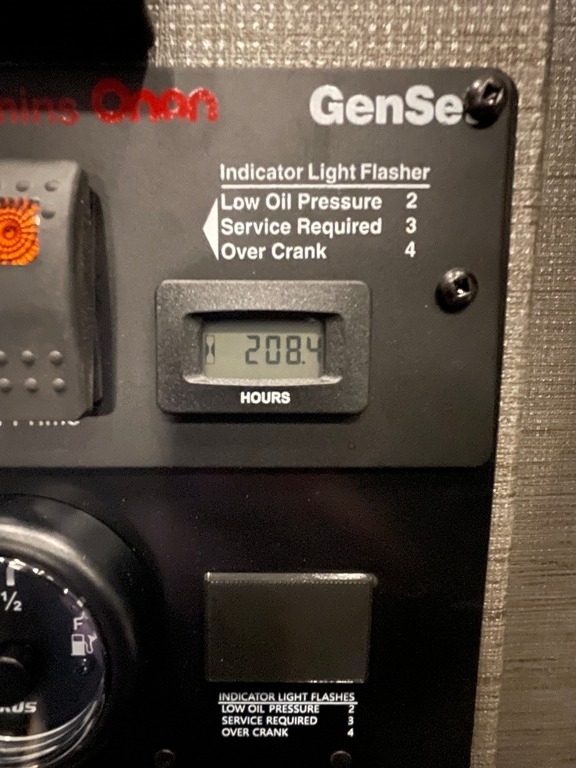 Onan GenSe
Indicator Light Flasher
Low Oil Pressure 2
Service Required 3
Over Crank 4
208.4
HOURS
1/2
F
INDICATOR LIGHT FLASHES
LOW OIL PRESSURE 2
SERVICE REQUIRED 3
OVER CRANK 4